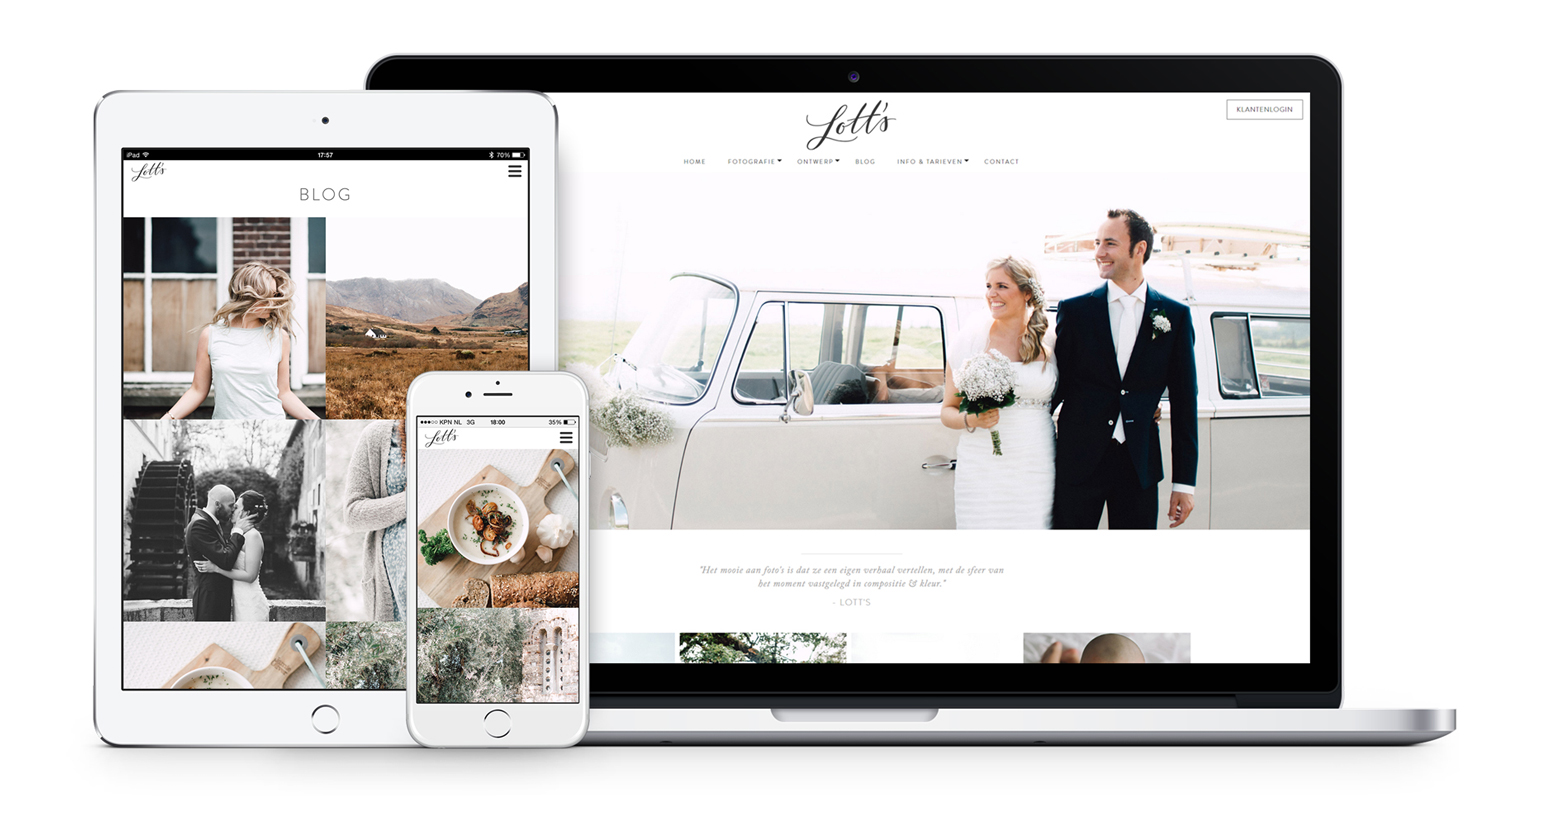 iPad 17:57 70%
Lott's
BLOG
●●●○○ KPN NL 3G 18:00 35%
Lott's
Lott's
KLANTENLOGIN
HOME FOTOGRAFIE ONTWERP BLOG INFO & TARIEVEN CONTACT
"Het mooie aan foto's is dat ze een eigen verhaal vertellen, met de sfeer van
het moment vastgelegd in compositie & kleur."
- LOTT'S